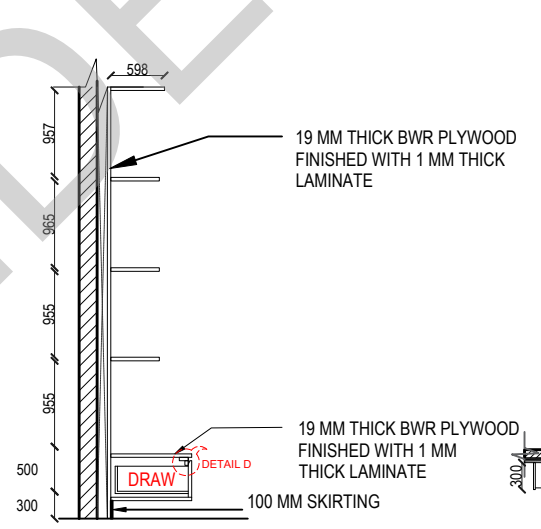 598
957
19 MM THICK BWR PLYWOOD
FINISHED WITH 1 MM THICK
LAMINATE
965
955
955
19 MM THICK BWR PLYWOOD
FINISHED WITH 1 MM
THICK LAMINATE
DETAIL D
500
DRAW
300
300
100 MM SKIRTING